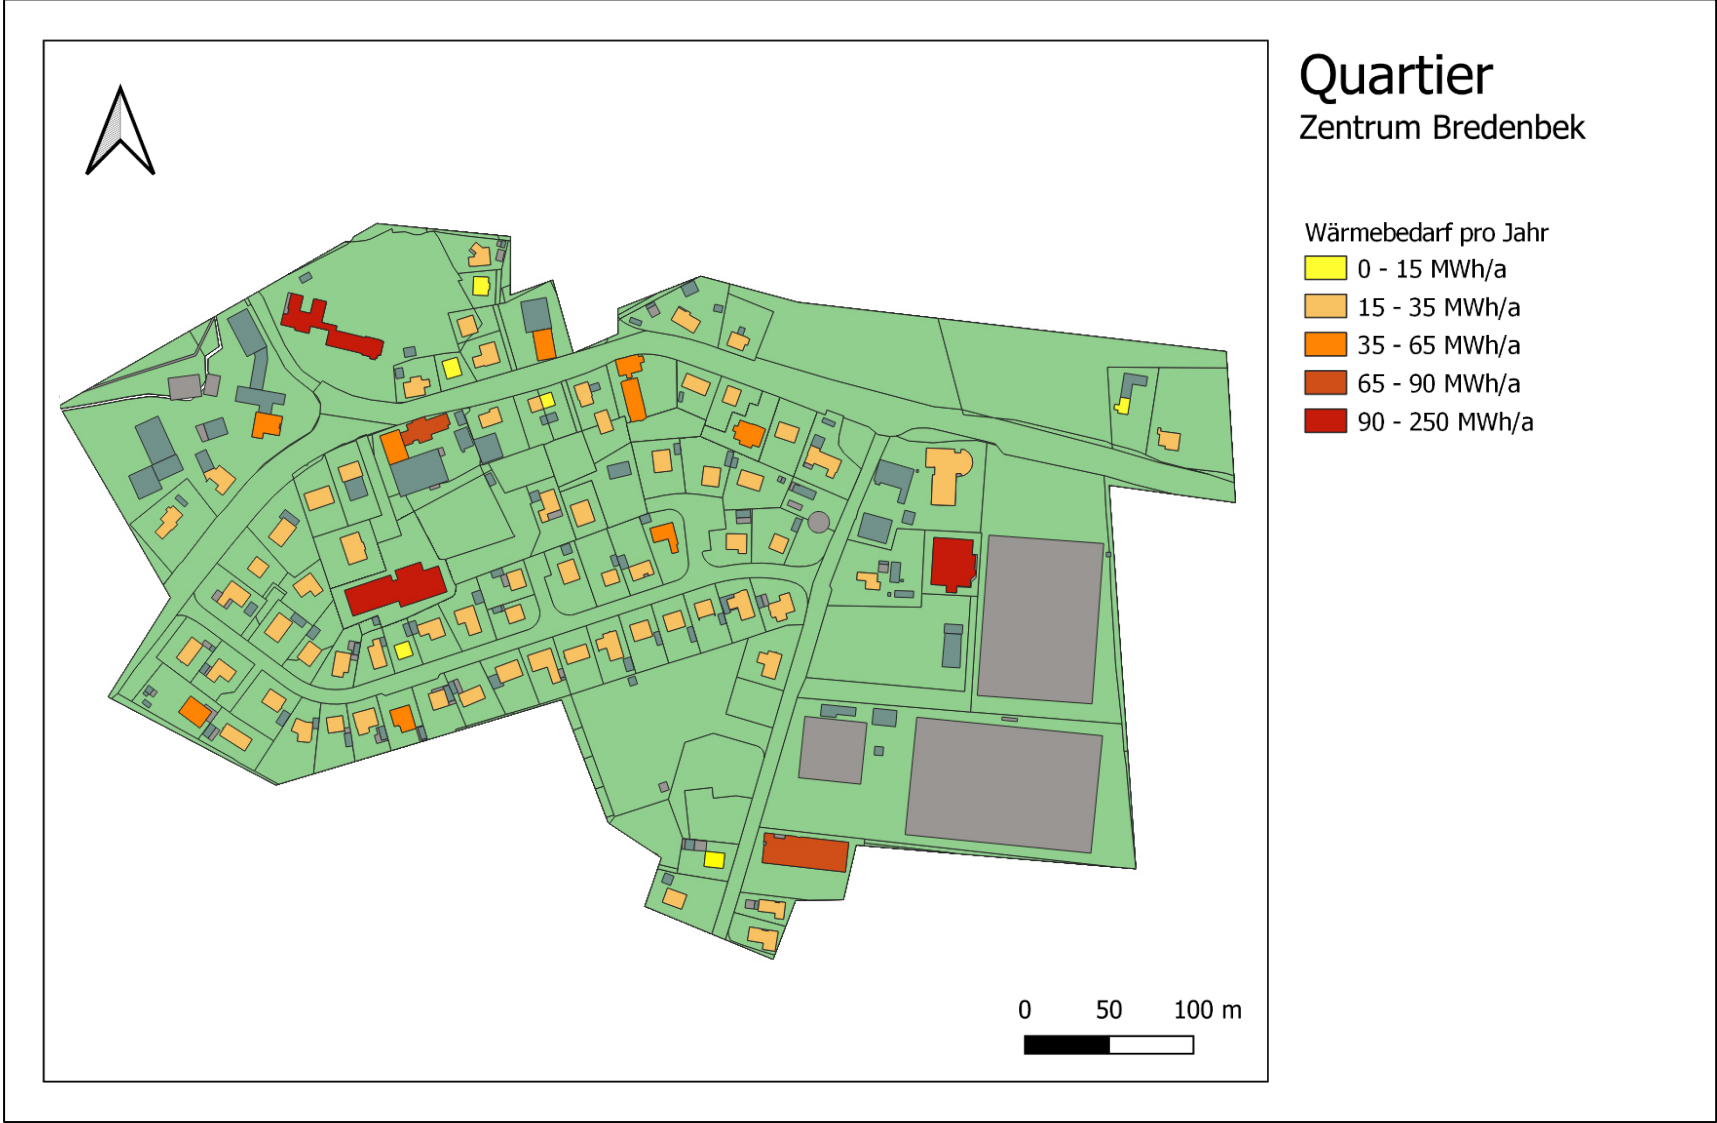 Quartier
Zentrum Bredenbek
Wärmebedarf pro Jahr
0 - 15 MWh/a
15 - 35 MWh/a
35 - 65 MWh/a
65 - 90 MWh/a
90 - 250 MWh/a
0 50 100 m